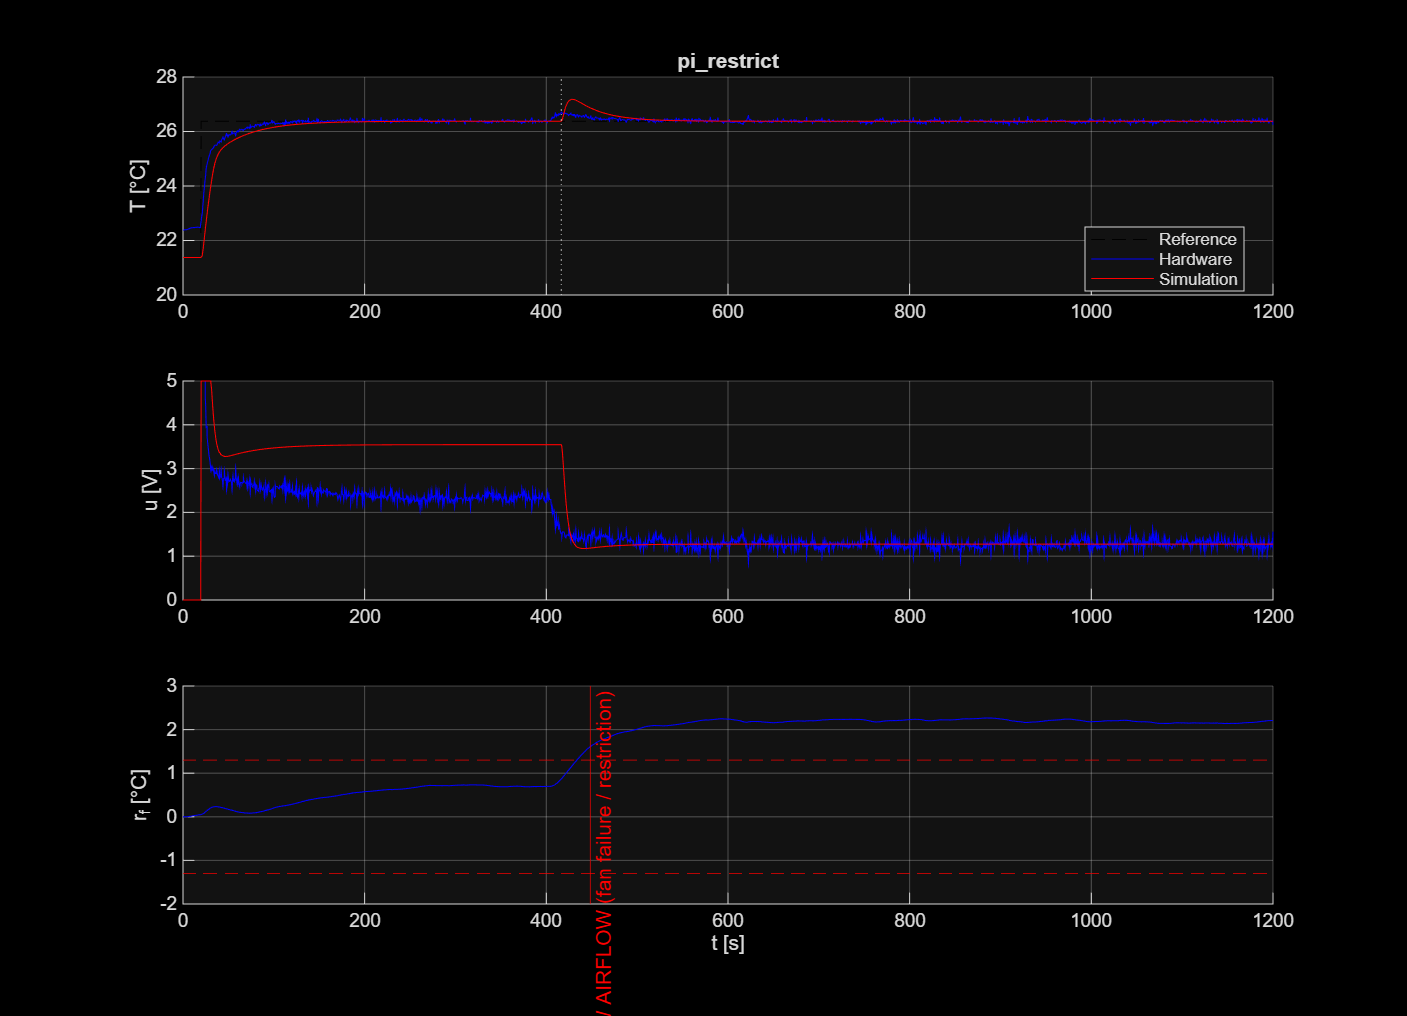 pi_restrict
T [°C]
28
26
24
22
20
0 200 400 600 800 1000 1200
Reference
Hardware
Simulation
u [V]
5
4
3
2
1
0
0 200 400 600 800 1000 1200
r_f [°C]
3
2
1
0
-1
-2
/ AIRFLOW (fan failure / restriction)
0 200 400 600 800 1000 1200
t [s]